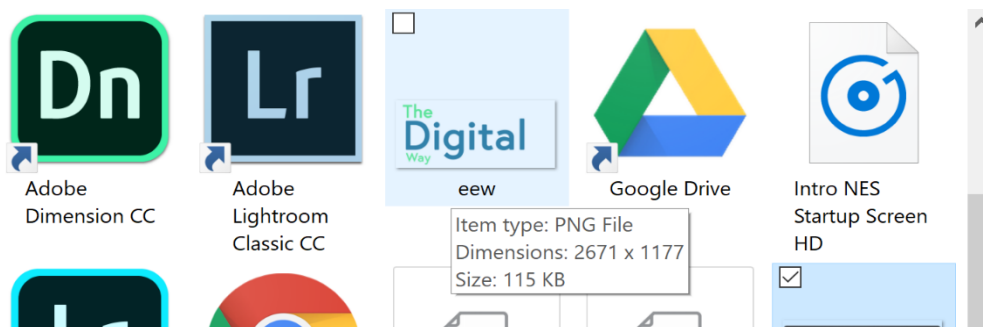 Dn
Lr
The
Digital
Way
Adobe
Dimension CC
Adobe
Lightroom
Classic CC
eew
Google Drive
Intro NES
Startup Screen
HD
Item type: PNG File
Dimensions: 2671 x 1177
Size: 115 KB